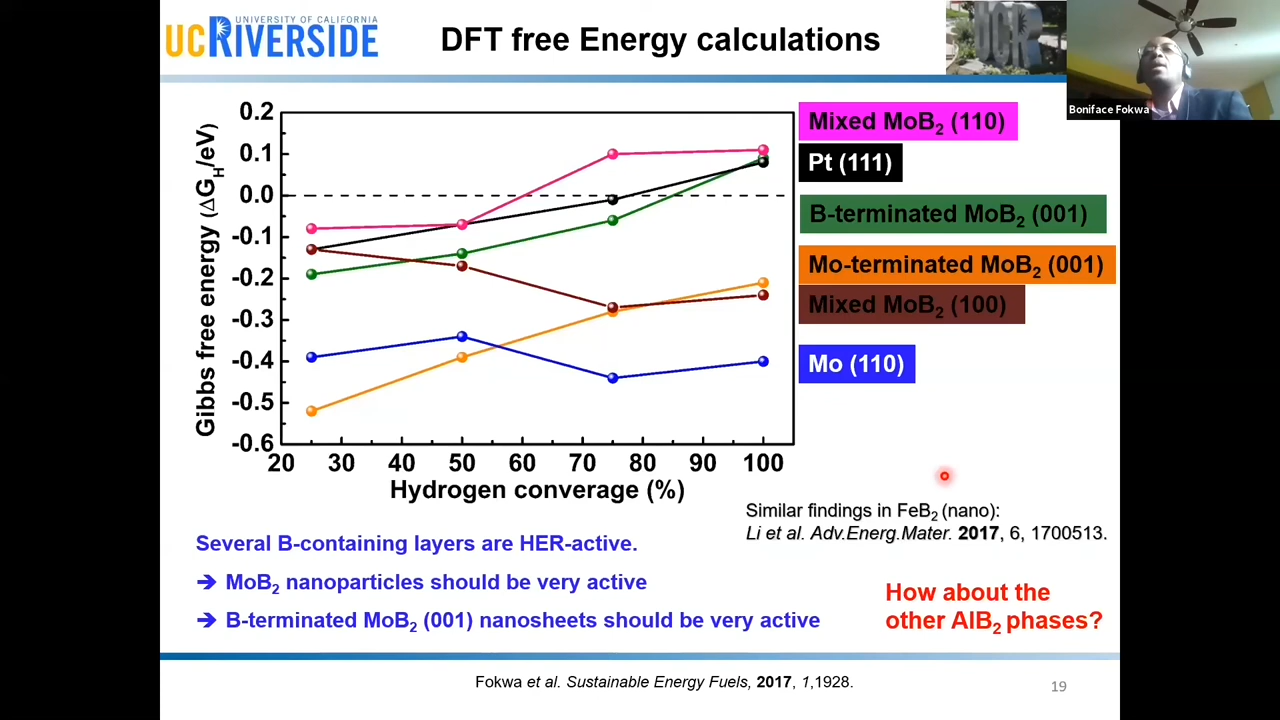 UNIVERSITY OF CALIFORNIA
UCRIVERSIDE
DFT free Energy calculations
UCR
Boniface Fokwa
Gibbs free energy (ΔG_H/eV)
0.2
0.1
0.0
-0.1
-0.2
-0.3
-0.4
-0.5
-0.6
20 30 40 50 60 70 80 90 100
Hydrogen converage (%)
Mixed MoB₂ (110)
Pt (111)
B-terminated MoB₂ (001)
Mo-terminated MoB₂ (001)
Mixed MoB₂ (100)
Mo (110)
Similar findings in FeB₂ (nano):
Li et al. Adv.Energ.Mater. 2017, 6, 1700513.
Several B-containing layers are HER-active.
➔ MoB₂ nanoparticles should be very active
➔ B-terminated MoB₂ (001) nanosheets should be very active
How about the
other AlB₂ phases?
Fokwa et al. Sustainable Energy Fuels, 2017, 1,1928.
19